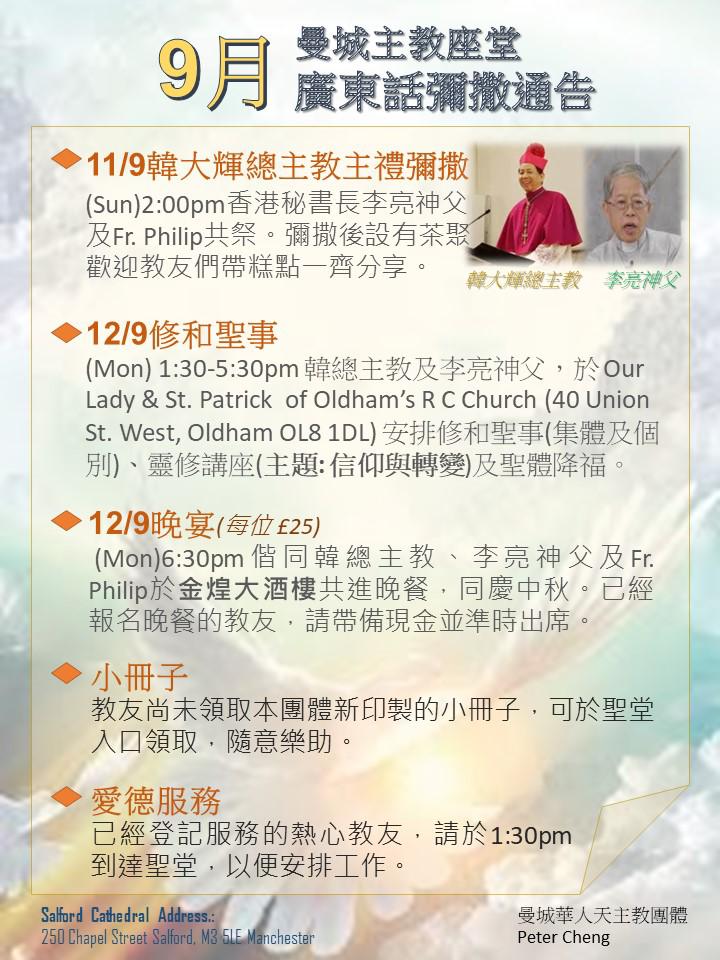 9月
曼城主教座堂
廣東話彌撒通告
11/9韓大輝總主教主禮彌撒
(Sun)2:00pm香港秘書長李亮神父
及Fr. Philip共祭。彌撒後設有茶聚
歡迎教友們帶糕點一齊分享。
韓大輝總主教 李亮神父
12/9修和聖事
(Mon) 1:30-5:30pm 韓總主教及李亮神父，於Our
Lady & St. Patrick of Oldham’s R C Church (40 Union
St. West, Oldham OL8 1DL) 安排修和聖事(集體及個
別)、靈修講座(主題: 信仰與轉變)及聖體降福。
12/9晚宴(每位 £25)
(Mon)6:30pm 偕同韓總主教、李亮神父及Fr.
Philip於金煌大酒樓共進晚餐，同慶中秋。已經
報名晚餐的教友，請帶備現金並準時出席。
小冊子
教友尚未領取本團體新印製的小冊子，可於聖堂
入口領取，隨意樂助。
愛德服務
已經登記服務的熱心教友，請於1:30pm
到達聖堂，以便安排工作。
Salford Cathedral Address.:
250 Chapel Street Salford, M3 5LE Manchester
曼城華人天主教團體
Peter Cheng